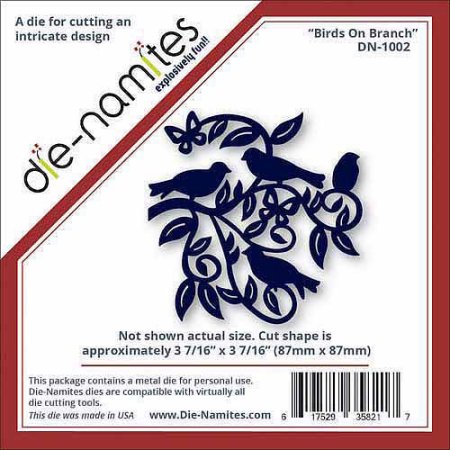 A die for cutting an
intricate design
die-namites
explosively fun!!
“Birds On Branch”
DN-1002
Not shown actual size. Cut shape is
approximately 3 7/16” x 3 7/16” (87mm x 87mm)
This package contains a metal die for personal use.
Die-Namites dies are compatible with virtually all
die cutting tools.
This die was made in USA
www.Die-Namites.com
6 17529 35821 7